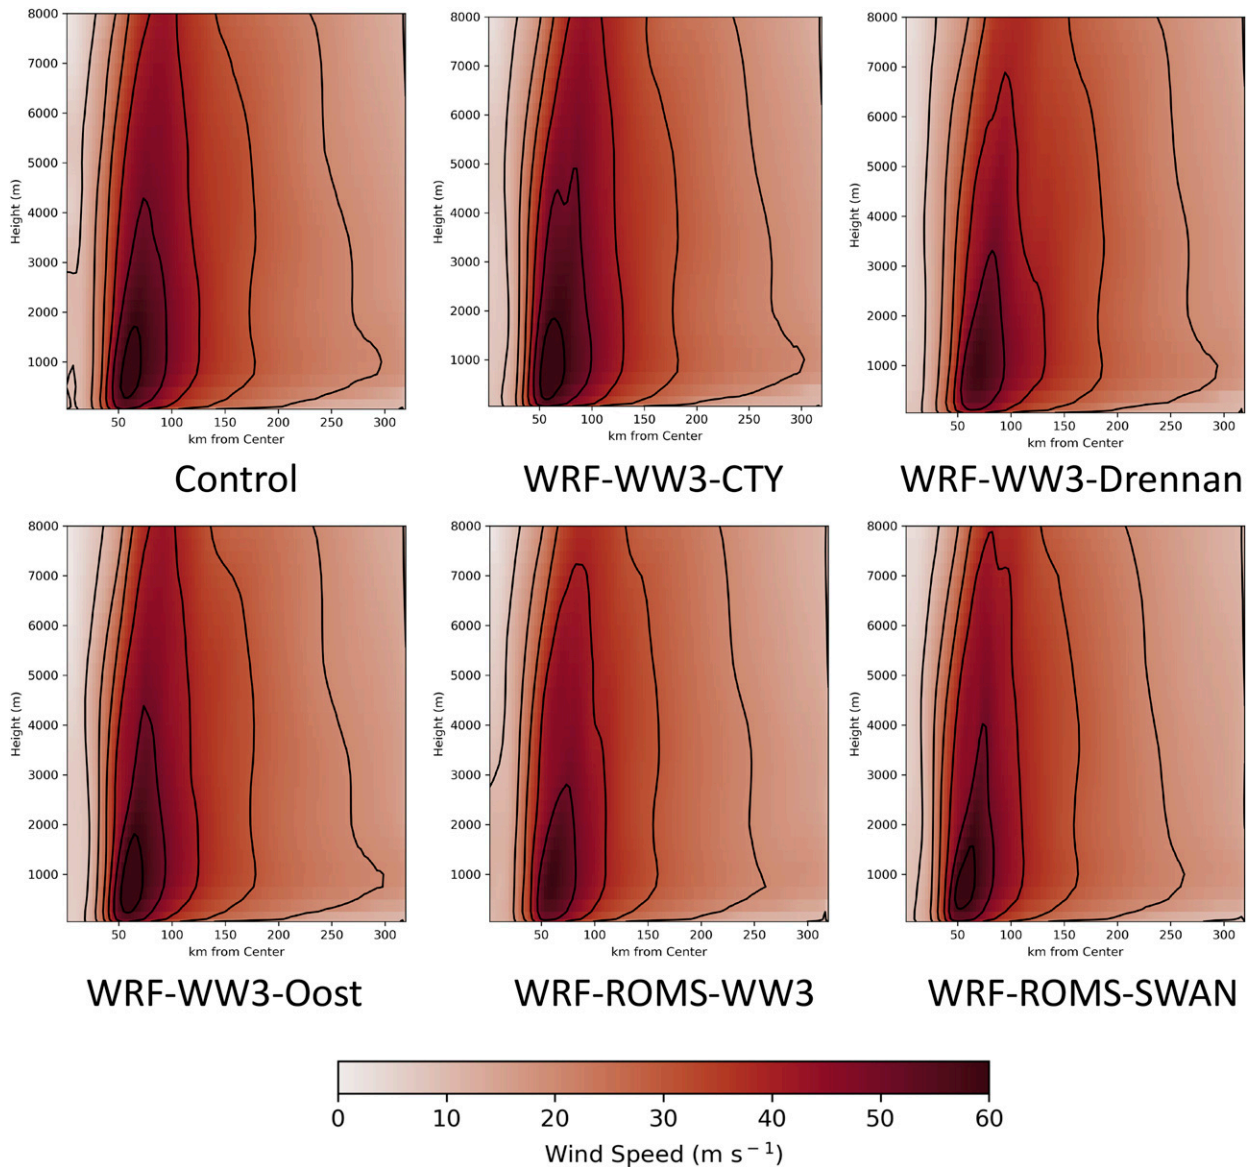 8000
7000
6000
5000
4000
3000
2000
1000
Height (m)
50 100 150 200 250 300
km from Center
Control
8000
7000
6000
5000
4000
3000
2000
1000
Height (m)
50 100 150 200 250 300
km from Center
WRF-WW3-CTY
8000
7000
6000
5000
4000
3000
2000
1000
Height (m)
50 100 150 200 250 300
km from Center
WRF-WW3-Drennan
8000
7000
6000
5000
4000
3000
2000
1000
Height (m)
50 100 150 200 250 300
km from Center
WRF-WW3-Oost
8000
7000
6000
5000
4000
3000
2000
1000
Height (m)
50 100 150 200 250 300
km from Center
WRF-ROMS-WW3
8000
7000
6000
5000
4000
3000
2000
1000
Height (m)
50 100 150 200 250 300
km from Center
WRF-ROMS-SWAN
0 10 20 30 40 50 60
Wind Speed (m s⁻¹)